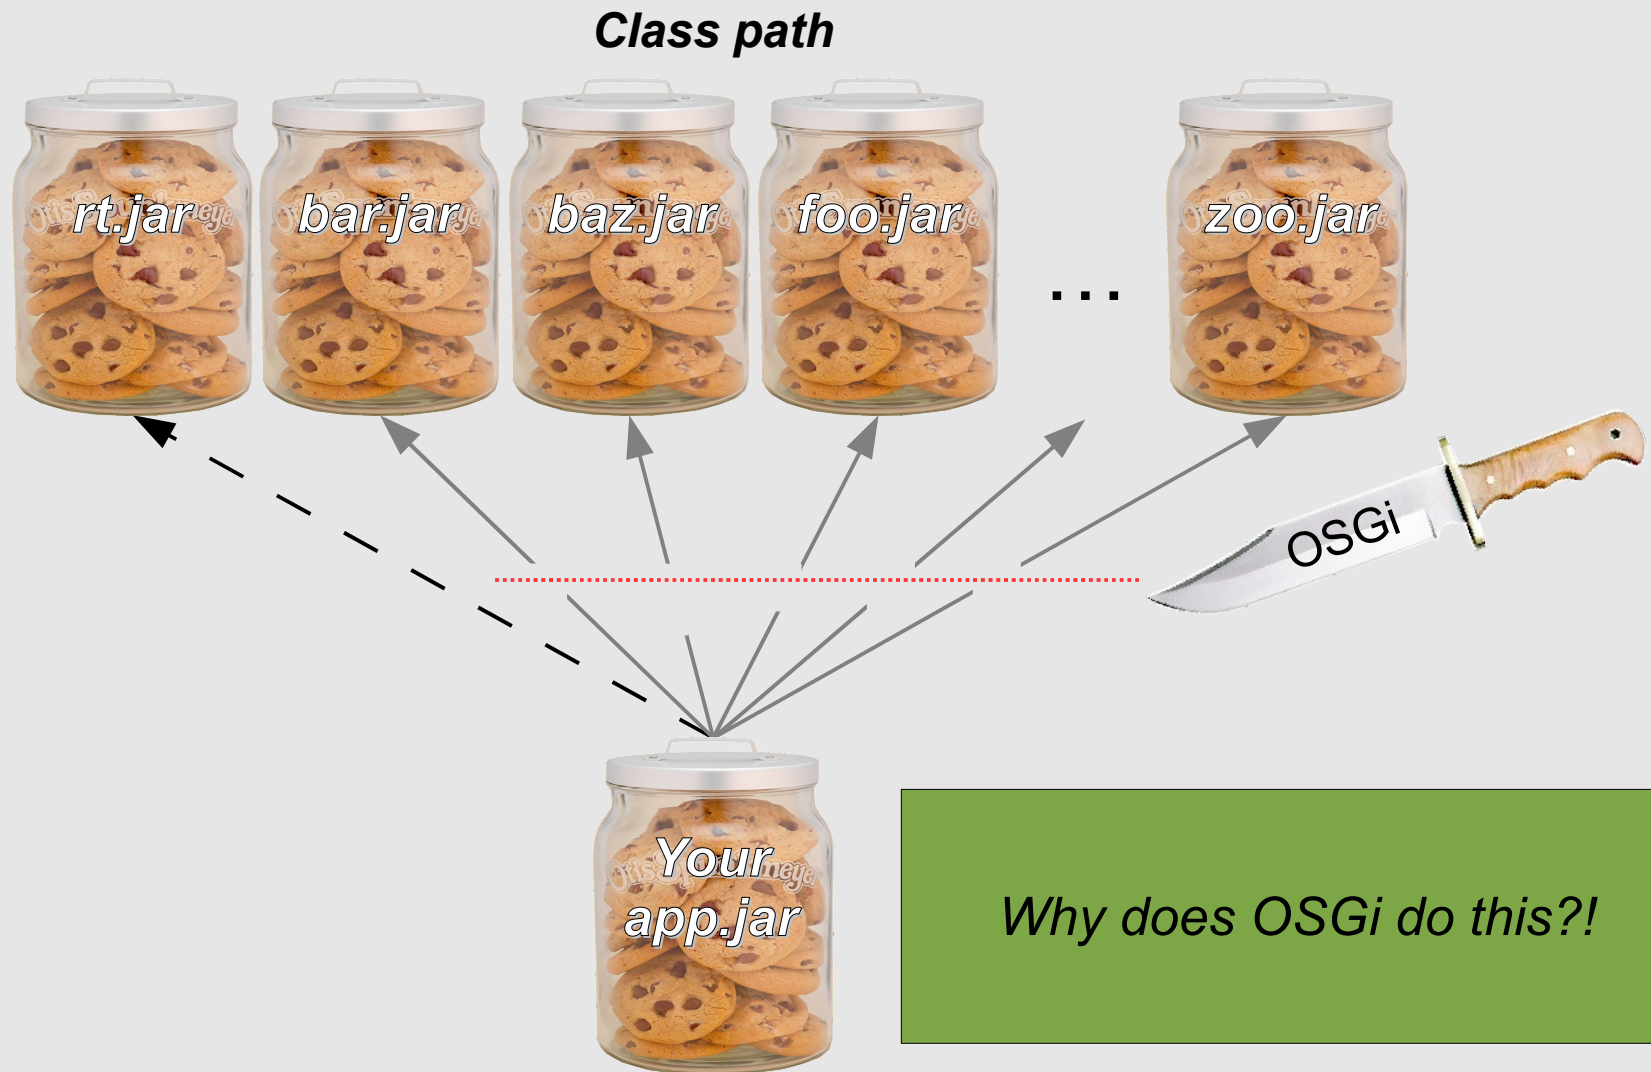 Class path
rt.jar
bar.jar
baz.jar
foo.jar
...
zoo.jar
OSGi
Your
app.jar
Why does OSGi do this?!